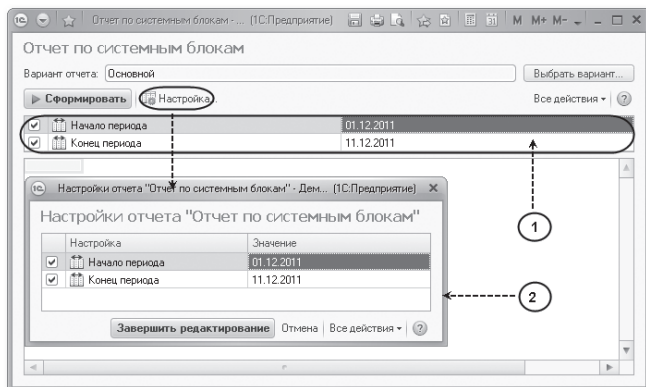 1С Отчет по системным блокам - ... (1С:Предприятие) M M+ M-
Отчет по системным блокам
Вариант отчета: Основной Выбрать вариант...
Сформировать Настройка... Все действия ?
Начало периода 01.12.2011
Конец периода 11.12.2011
1С Настройки отчета "Отчет по системным блокам" - Дем... (1С:Предприятие)
Настройки отчета "Отчет по системным блокам"
Настройка Значение
Начало периода 01.12.2011
Конец периода 11.12.2011
Завершить редактирование Отмена Все действия ?
1
2